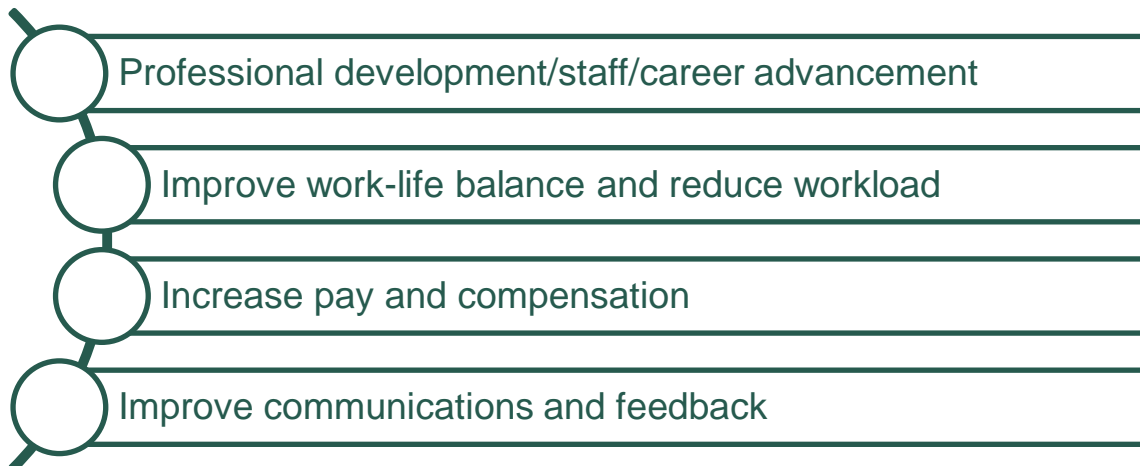 Professional development/staff/career advancement
Improve work-life balance and reduce workload
Increase pay and compensation
Improve communications and feedback